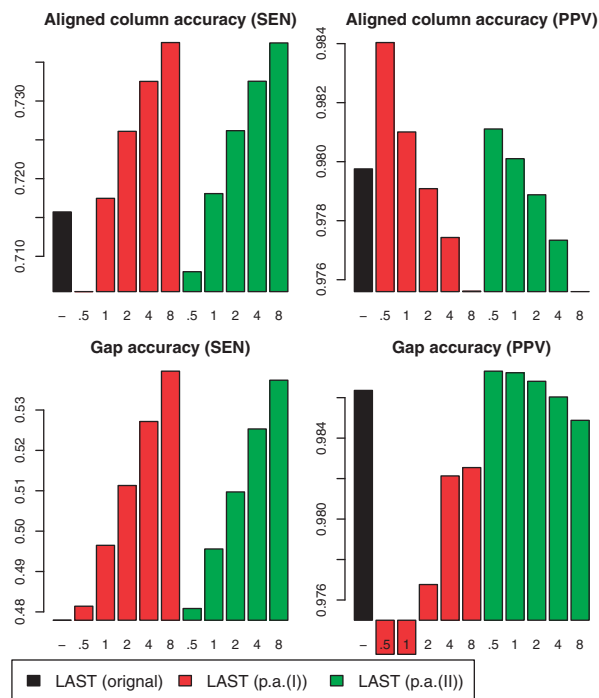 Aligned column accuracy (SEN)
0.730
0.720
0.710
– .5 1 2 4 8 .5 1 2 4 8
Aligned column accuracy (PPV)
0.984
0.982
0.980
0.978
0.976
– .5 1 2 4 8 .5 1 2 4 8
Gap accuracy (SEN)
0.53
0.52
0.51
0.50
0.49
0.48
– .5 1 2 4 8 .5 1 2 4 8
Gap accuracy (PPV)
0.984
0.980
0.976
– .5 1 2 4 8 .5 1 2 4 8
LAST (orignal) LAST (p.a.(I)) LAST (p.a.(II))